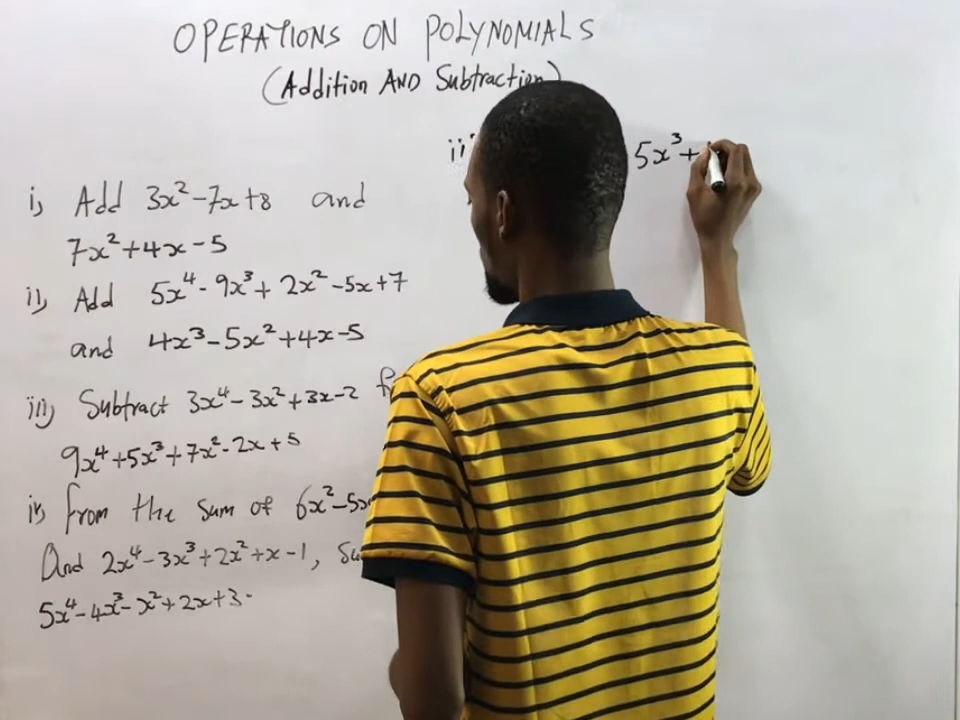 OPERATIONS ON POLYNOMIALS
(Addition AND Subtraction)
i) Add 3x²-7x+8 and
7x²+4x-5
ii) Add 5x⁴-9x³+2x²-5x+7
and 4x³-5x²+4x-5
iii) Subtract 3x⁴-3x²+3x-2
9x⁴+5x³+7x²-2x+5
iv) from the sum of 6x²-5x
And 2x⁴-3x³+2x²+x-1,
5x⁴-4x³-x²+2x+3.
5x³+